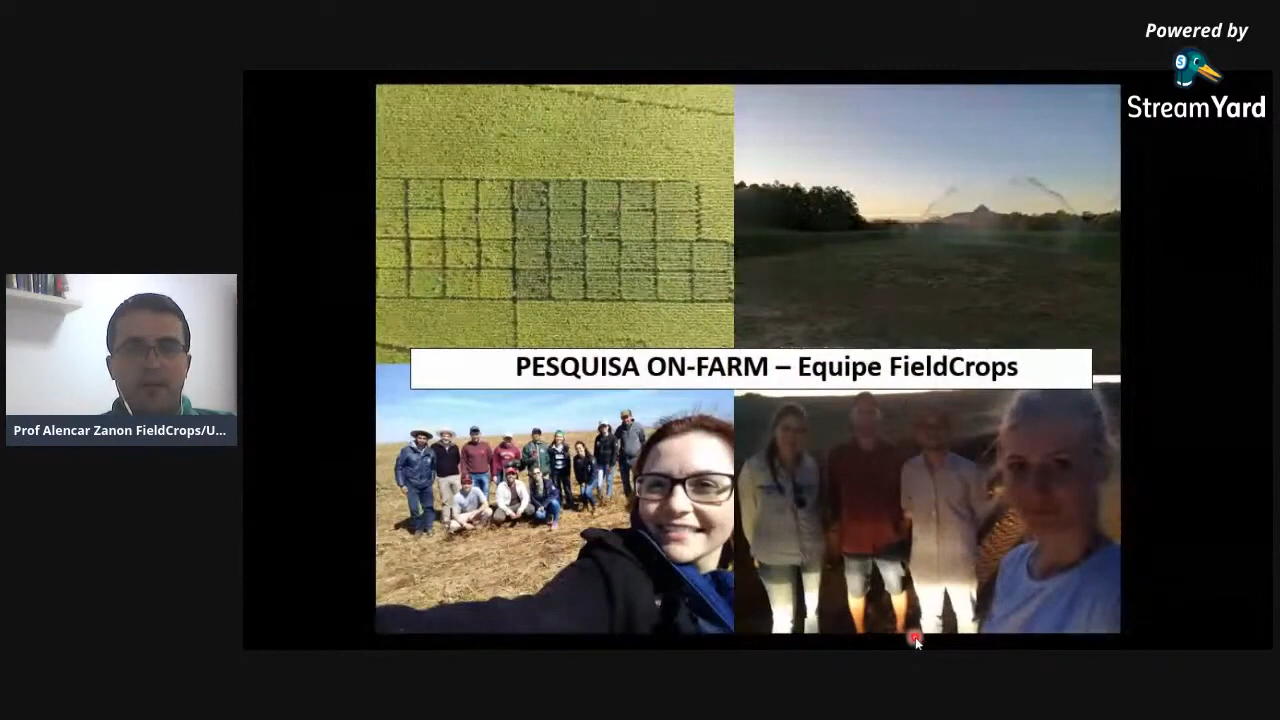 Powered by
StreamYard
PESQUISA ON-FARM – Equipe FieldCrops
Prof Alencar Zanon FieldCrops/U...